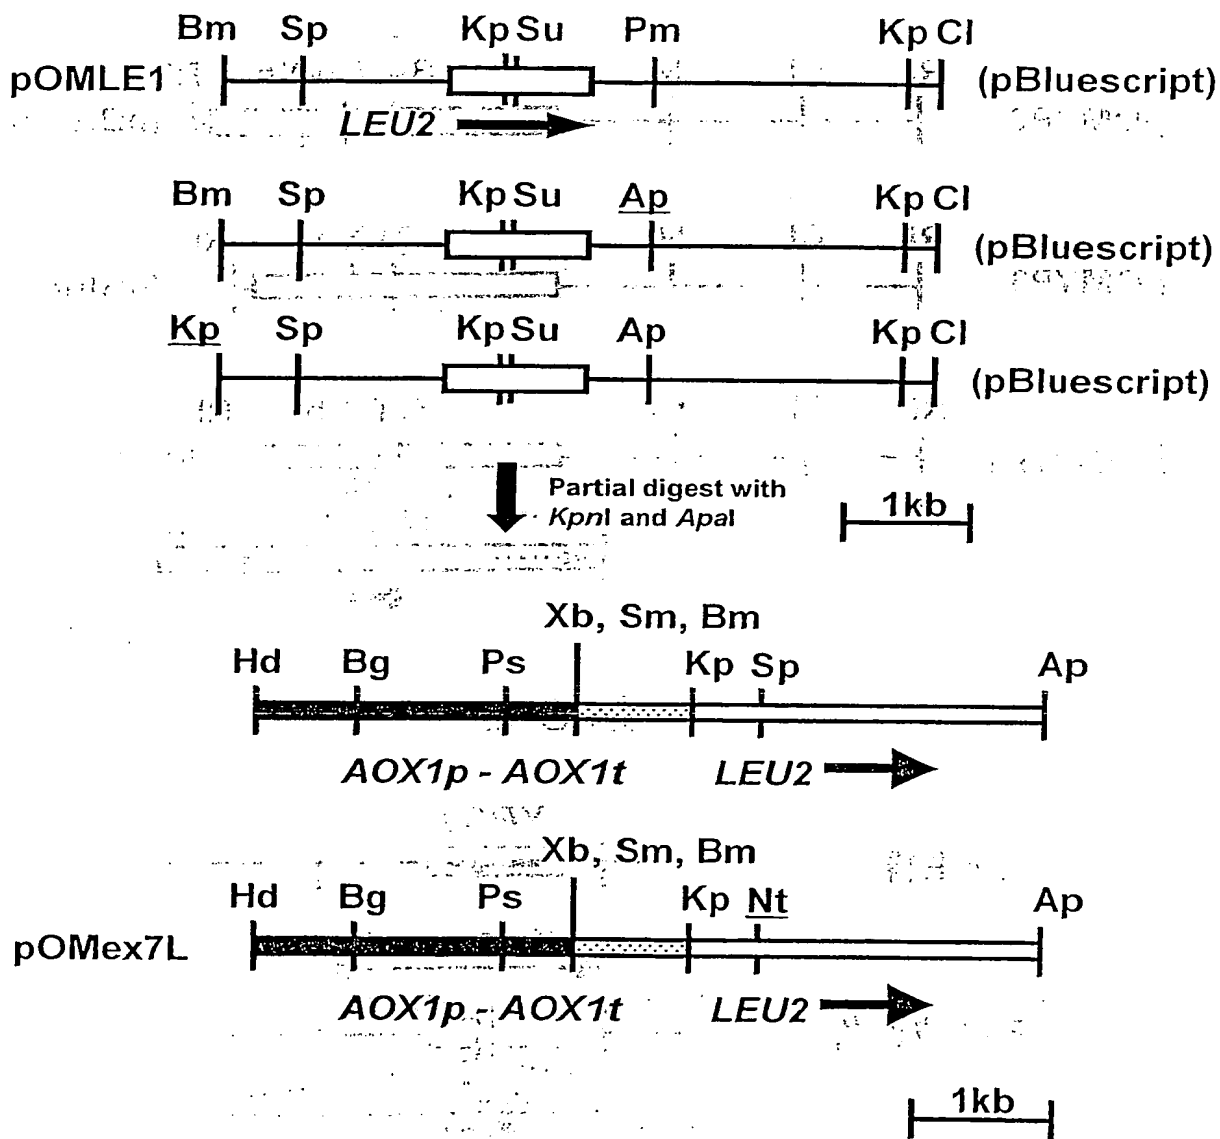 Bm Sp Kp Su Pm Kp Cl
pOMLE1 (pBluescript)
LEU2
Bm Sp Kp Su Ap Kp Cl
(pBluescript)
Kp Sp Kp Su Ap Kp Cl
(pBluescript)
Partial digest with
KpnI and ApaI
1kb
Xb, Sm, Bm
Hd Bg Ps Kp Sp Ap
AOX1p - AOX1t LEU2
Xb, Sm, Bm
Hd Bg Ps Kp Nt Ap
pOMex7L
AOX1p - AOX1t LEU2
1kb